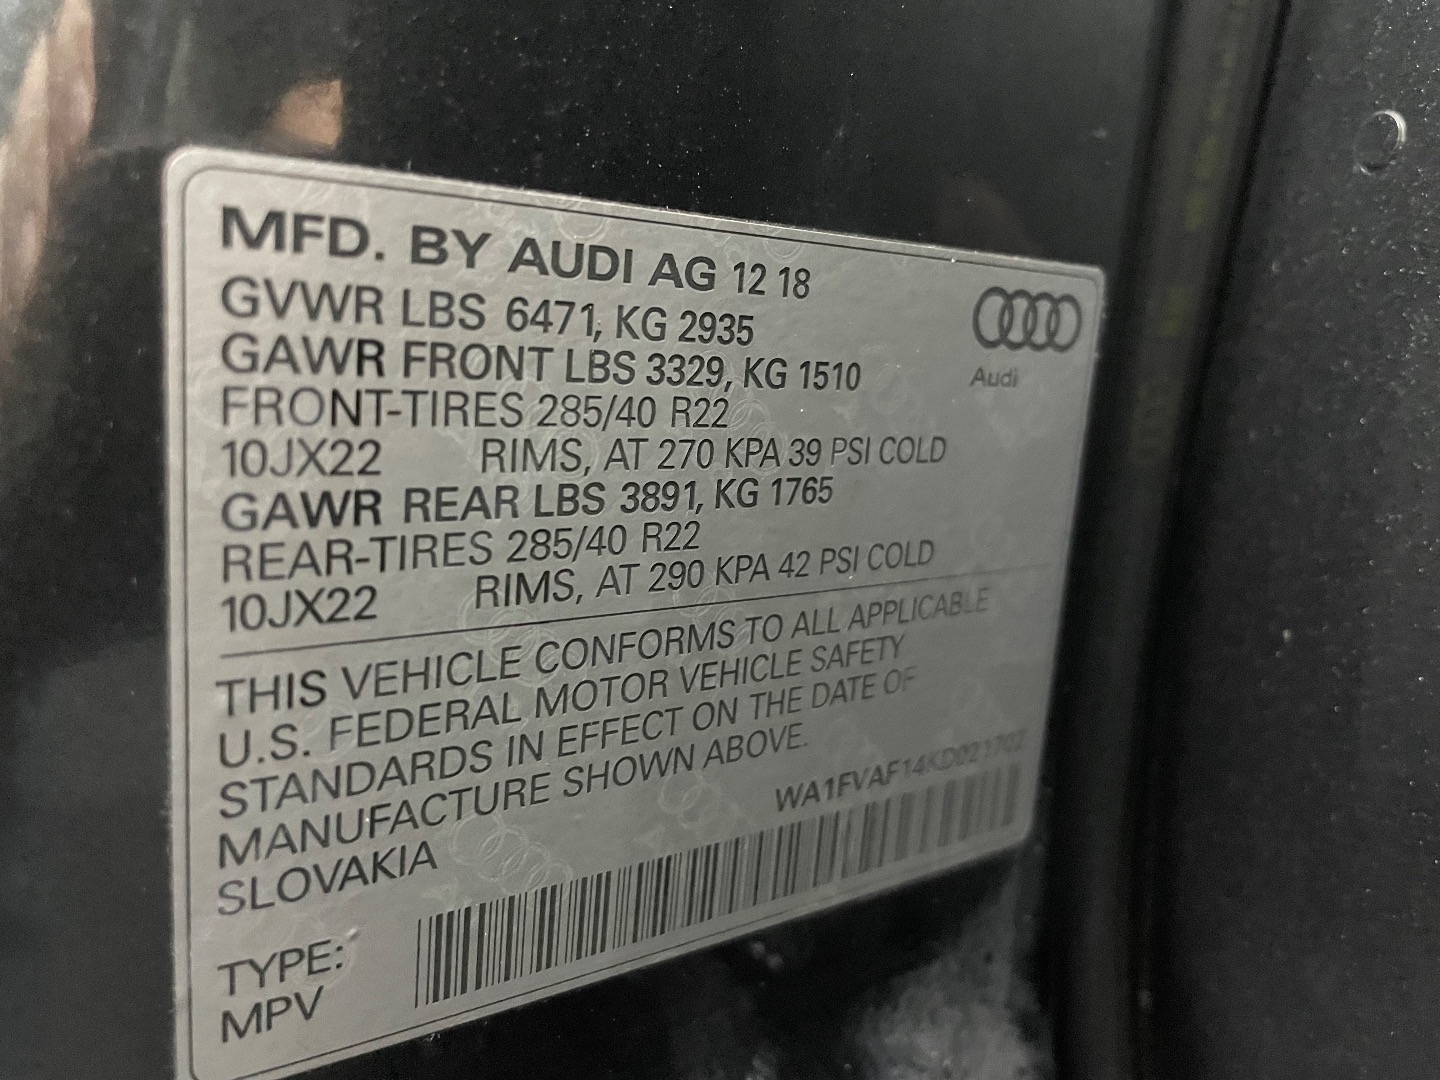 MFD. BY AUDI AG 12 18
GVWR LBS 6471, KG 2935
GAWR FRONT LBS 3329, KG 1510
FRONT-TIRES 285/40 R22
10JX22 RIMS, AT 270 KPA 39 PSI COLD
GAWR REAR LBS 3891, KG 1765
REAR-TIRES 285/40 R22
10JX22 RIMS, AT 290 KPA 42 PSI COLD
Audi
THIS VEHICLE CONFORMS TO ALL APPLICABLE
U.S. FEDERAL MOTOR VEHICLE SAFETY
STANDARDS IN EFFECT ON THE DATE OF
MANUFACTURE SHOWN ABOVE.
SLOVAKIA
WA1FVAF14KD021702
TYPE:
MPV